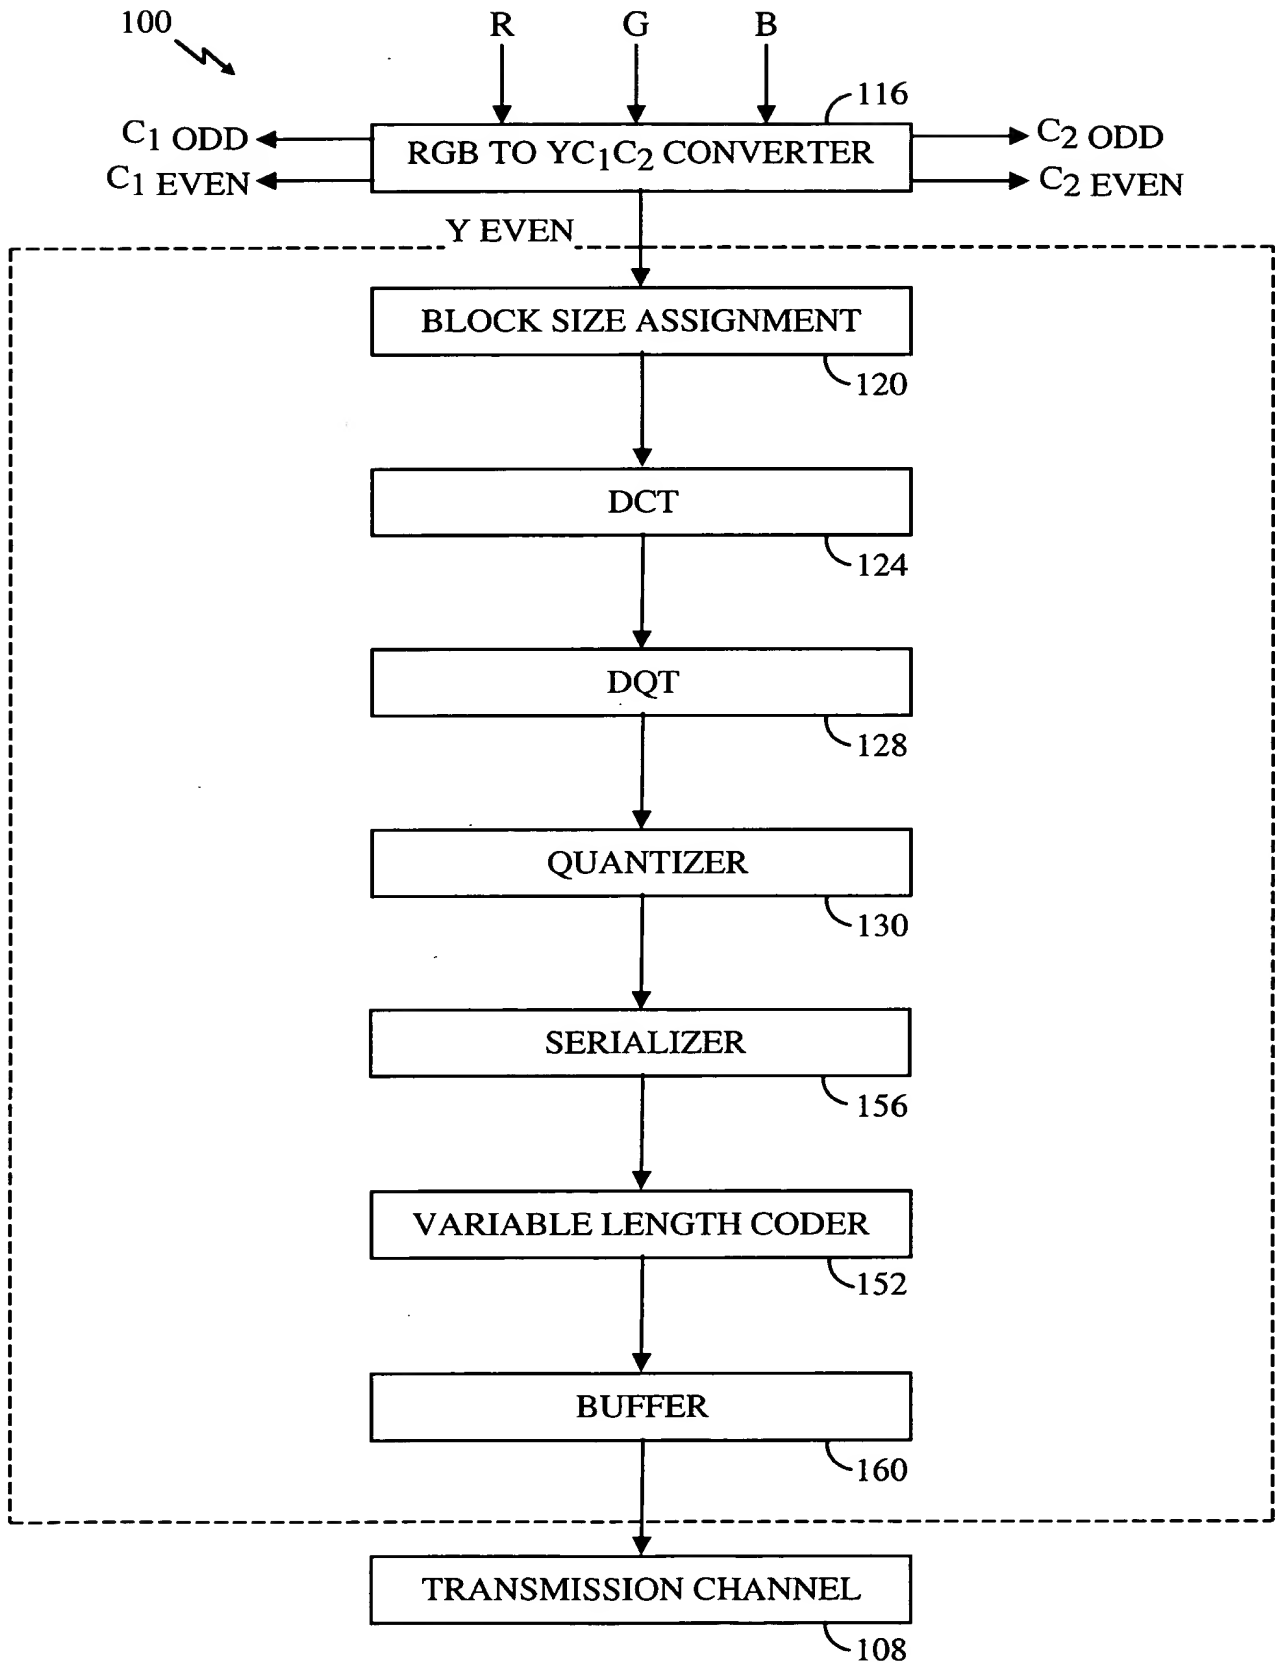 100
R G B
116
C1 ODD
C1 EVEN
RGB TO YC1C2 CONVERTER
C2 ODD
C2 EVEN
Y EVEN
BLOCK SIZE ASSIGNMENT
120
DCT
124
DQT
128
QUANTIZER
130
SERIALIZER
156
VARIABLE LENGTH CODER
152
BUFFER
160
TRANSMISSION CHANNEL
108